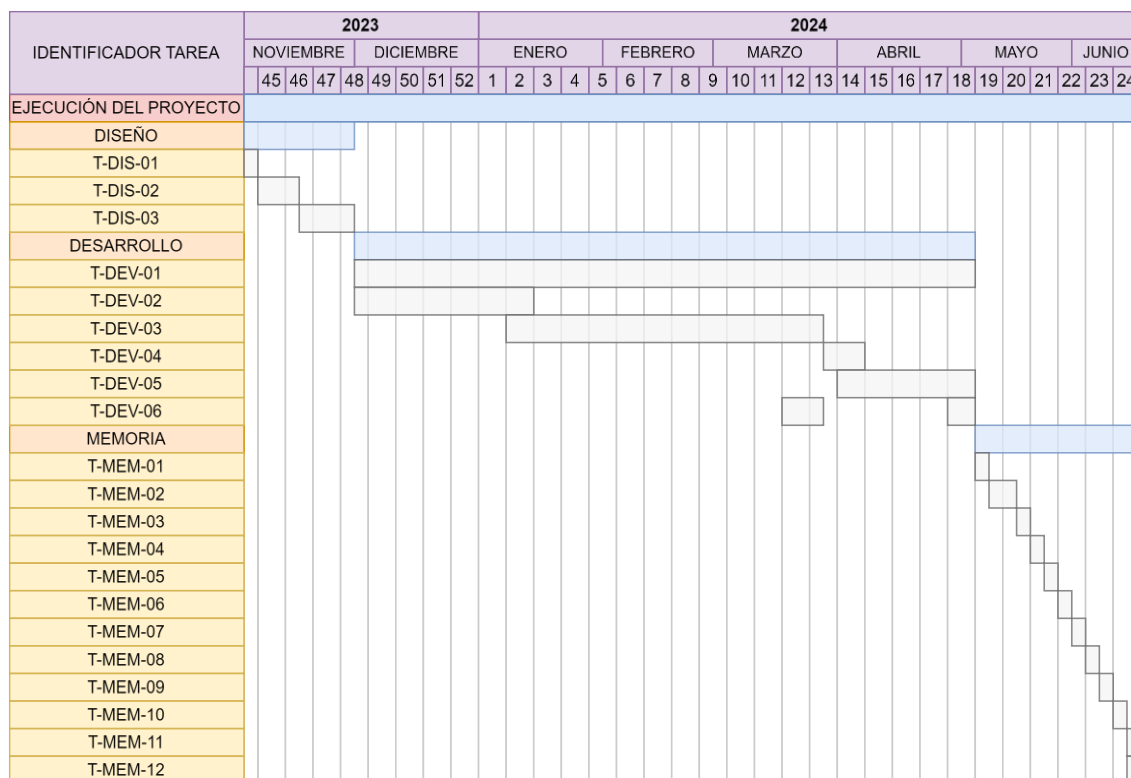 2023 2024
IDENTIFICADOR TAREA
NOVIEMBRE DICIEMBRE ENERO FEBRERO MARZO ABRIL MAYO JUNIO
45 46 47 48 49 50 51 52 1 2 3 4 5 6 7 8 9 10 11 12 13 14 15 16 17 18 19 20 21 22 23 24
EJECUCIÓN DEL PROYECTO
DISEÑO
T-DIS-01
T-DIS-02
T-DIS-03
DESARROLLO
T-DEV-01
T-DEV-02
T-DEV-03
T-DEV-04
T-DEV-05
T-DEV-06
MEMORIA
T-MEM-01
T-MEM-02
T-MEM-03
T-MEM-04
T-MEM-05
T-MEM-06
T-MEM-07
T-MEM-08
T-MEM-09
T-MEM-10
T-MEM-11
T-MEM-12